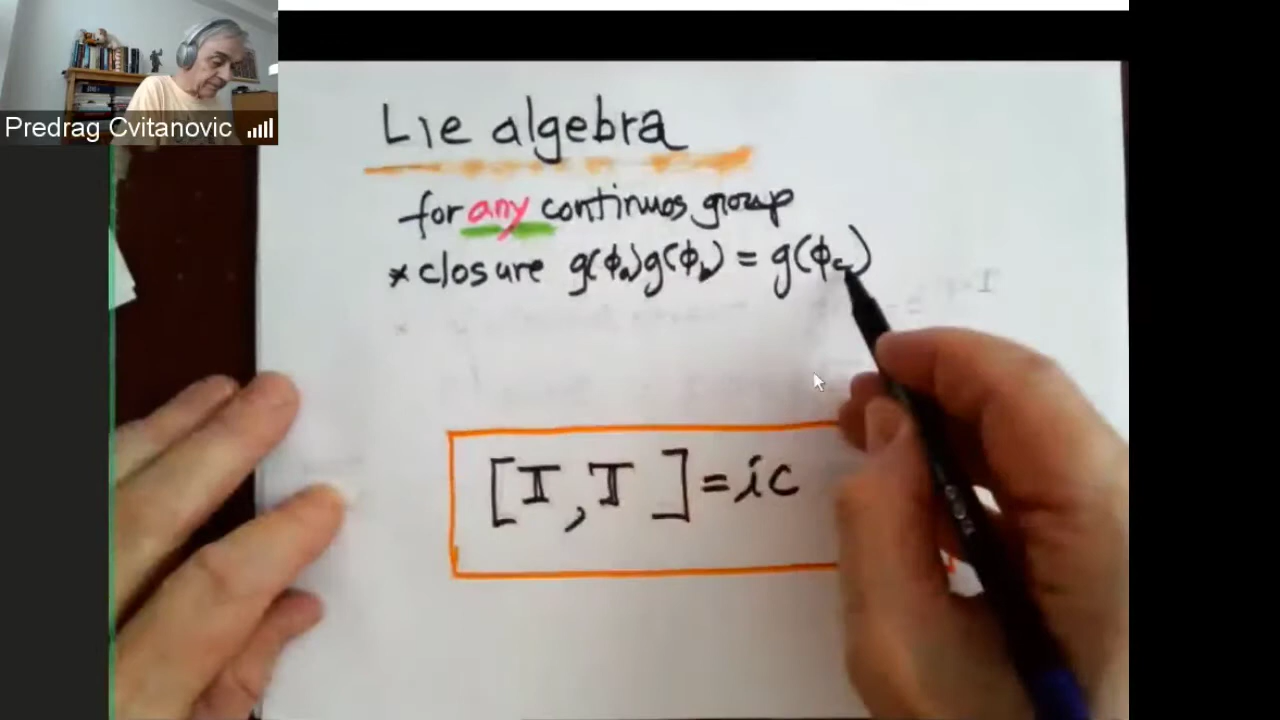 Predrag Cvitanovic
Lie algebra
for any continuos group
* closure g(ϕa)g(ϕb) = g(ϕc)
[T, T ] = ic